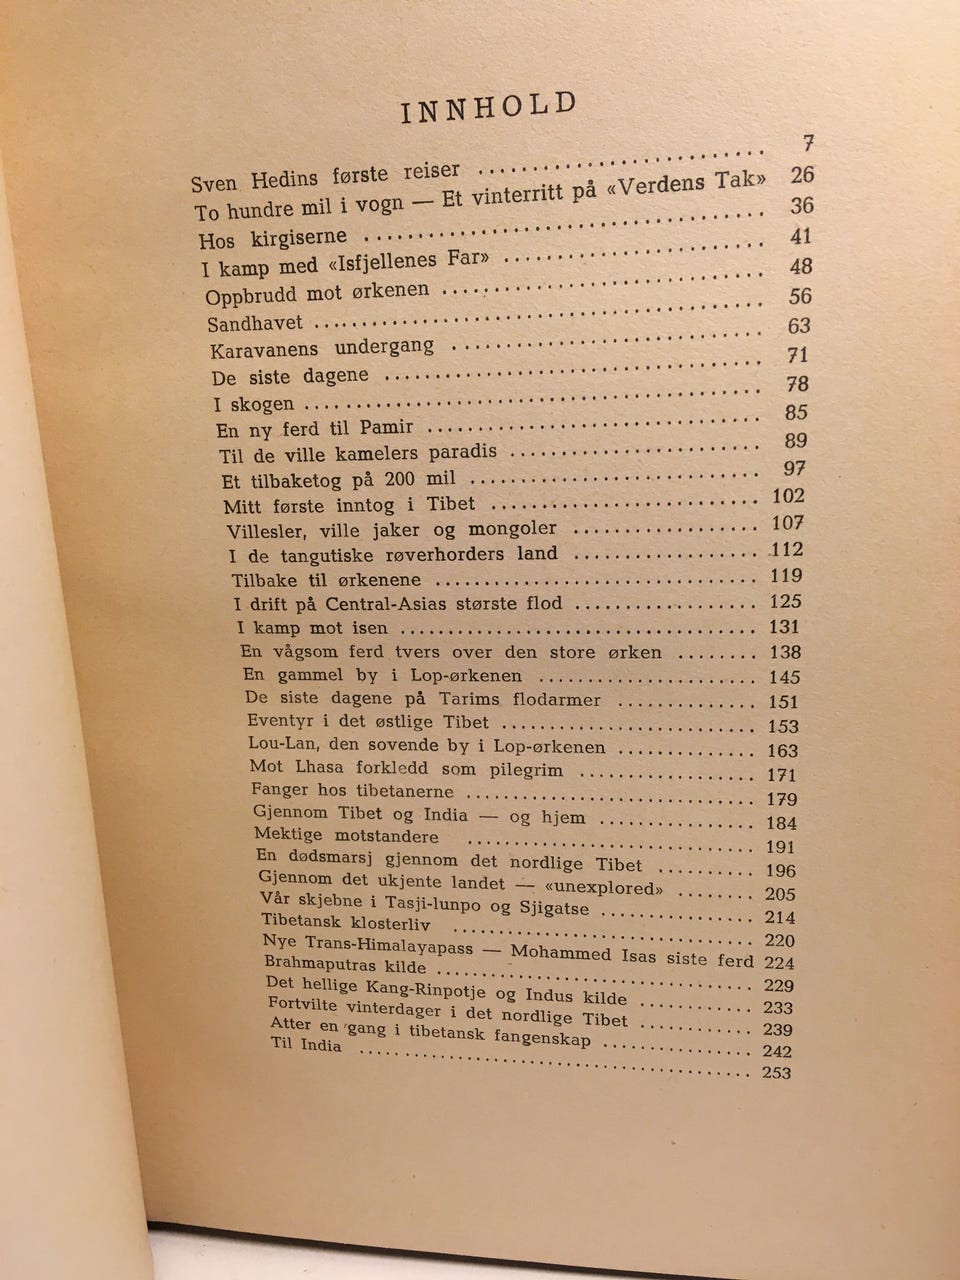 INNHOLD
Sven Hedins første reiser ........................ 7
To hundre mil i vogn — Et vinterritt på «Verdens Tak» 26
Hos kirgiserne ........................ 36
I kamp med «Isfjellenes Far» ........................ 41
Oppbrudd mot ørkenen ........................ 48
Sandhavet ........................ 56
Karavanens undergang ........................ 63
De siste dagene ........................ 71
I skogen ........................ 78
En ny ferd til Pamir ........................ 85
Til de ville kamelers paradis ........................ 89
Et tilbaketog på 200 mil ........................ 97
Mitt første inntog i Tibet ........................ 102
Villesler, ville jaker og mongoler .................. 107
I de tangutiske røverhorders land .................. 112
Tilbake til ørkenene ........................ 119
I drift på Central-Asias største flod .................. 125
I kamp mot isen ........................ 131
En vågsom ferd tvers over den store ørken ........ 138
En gammel by i Lop-ørkenen ..................... 145
De siste dagene på Tarims flodarmer .............. 151
Eventyr i det østlige Tibet ........................ 153
Lou-Lan, den sovende by i Lop-ørkenen .............. 163
Mot Lhasa forkledd som pilegrim .................. 171
Fanger hos tibetanerne ........................ 179
Gjennom Tibet og India — og hjem ................ 184
Mektige motstandere ........................ 191
En dødsmarsj gjennom det nordlige Tibet .......... 196
Gjennom det ukjente landet — «unexplored» ........ 205
Vår skjebne i Tasji-lunpo og Sjigatse ................ 214
Tibetansk klosterliv ........................ 220
Nye Trans-Himalayapass — Mohammed Isas siste ferd 224
Brahmaputras kilde ........................ 229
Det hellige Kang-Rinpotje og Indus kilde ............ 233
Fortvilte vinterdager i det nordlige Tibet ............ 239
Atter en gang i tibetansk fangenskap ................ 242
Til India ........................ 253